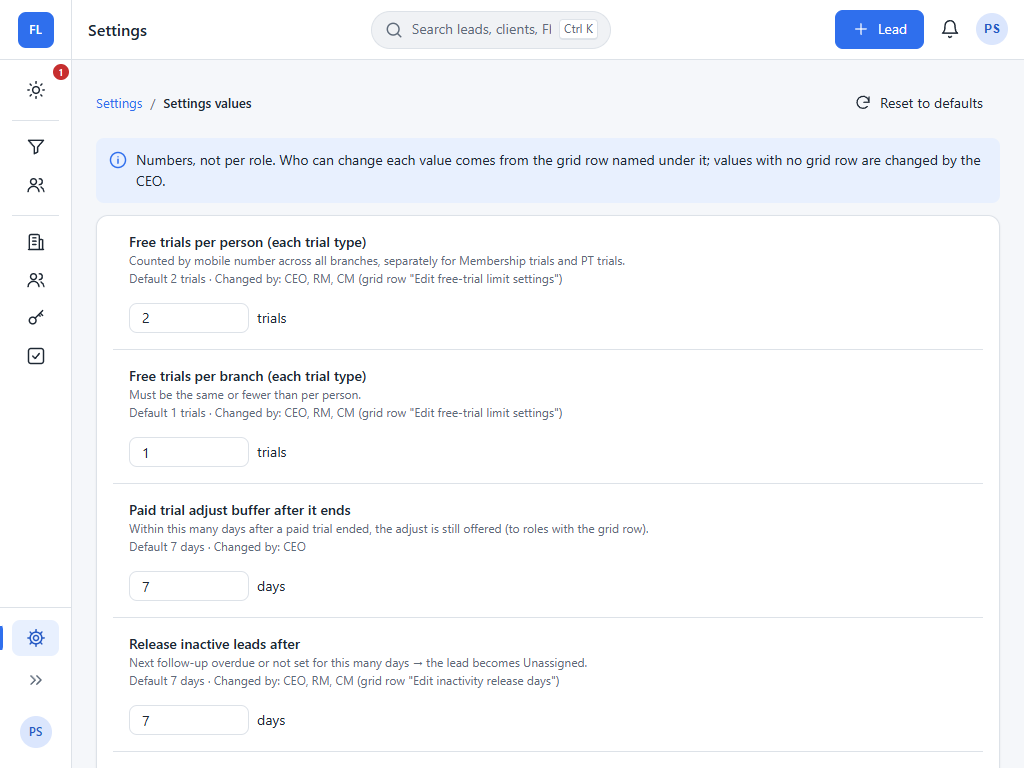 FL
Settings
Search leads, clients, FI
Ctrl K
+ Lead
PS
1
Settings / Settings values
Reset to defaults
Numbers, not per role. Who can change each value comes from the grid row named under it; values with no grid row are changed by the
CEO.
Free trials per person (each trial type)
Counted by mobile number across all branches, separately for Membership trials and PT trials.
Default 2 trials · Changed by: CEO, RM, CM (grid row "Edit free-trial limit settings")
2 trials
Free trials per branch (each trial type)
Must be the same or fewer than per person.
Default 1 trials · Changed by: CEO, RM, CM (grid row "Edit free-trial limit settings")
1 trials
Paid trial adjust buffer after it ends
Within this many days after a paid trial ended, the adjust is still offered (to roles with the grid row).
Default 7 days · Changed by: CEO
7 days
Release inactive leads after
Next follow-up overdue or not set for this many days → the lead becomes Unassigned.
Default 7 days · Changed by: CEO, RM, CM (grid row "Edit inactivity release days")
7 days
PS